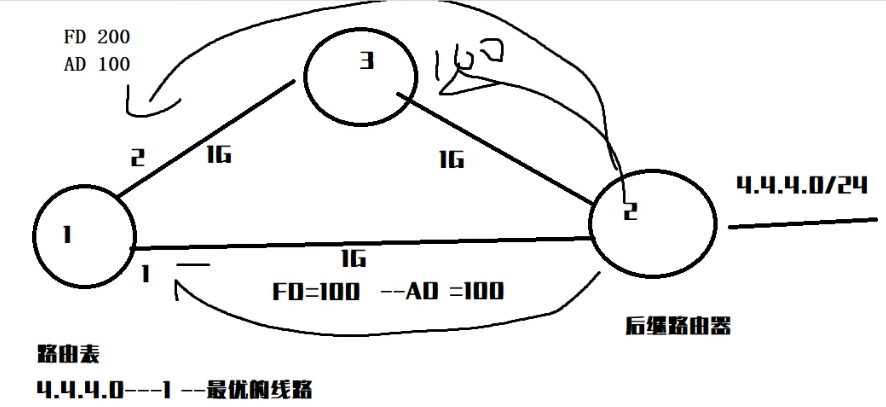 FD 200
AD 100
3
160
2
1G
1G
4.4.4.0/24
1
2
1
1G
FD=100 --AD =100
后继路由器
路由表
4.4.4.0---1 --最优的线路